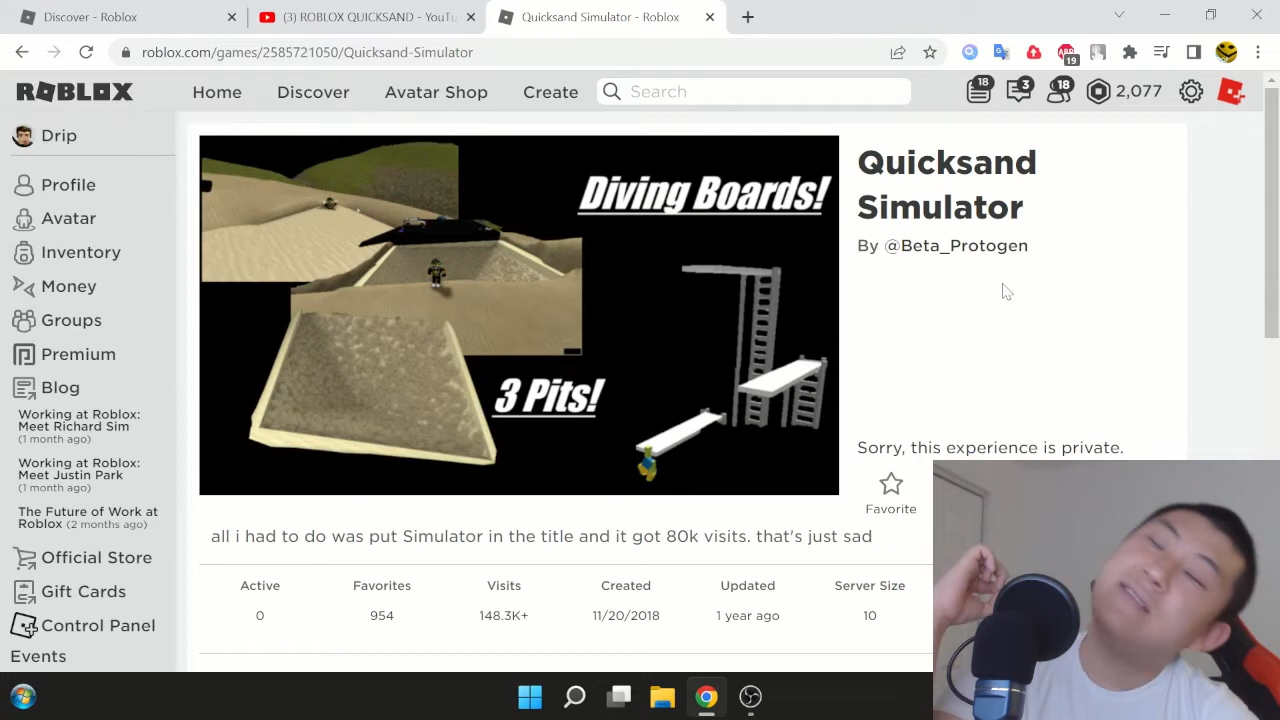 Discover - Roblox
(3) ROBLOX QUICKSAND - YouTu
Quicksand Simulator - Roblox
roblox.com/games/2585721050/Quicksand-Simulator
19
ROBLOX
Home
Discover
Avatar Shop
Create
Search
18
3
18
2,077
Drip
Profile
Avatar
Inventory
Money
Groups
Premium
Blog
Working at Roblox:
Meet Richard Sim
(1 month ago)
Working at Roblox:
Meet Justin Park
(1 month ago)
The Future of Work at
Roblox (2 months ago)
Official Store
Gift Cards
Control Panel
Events
Diving Boards!
3 Pits!
Quicksand
Simulator
By @Beta_Protogen
Sorry, this experience is private.
Favorite
all i had to do was put Simulator in the title and it got 80k visits. that's just sad
Active
Favorites
Visits
Created
Updated
Server Size
0
954
148.3K+
11/20/2018
1 year ago
10